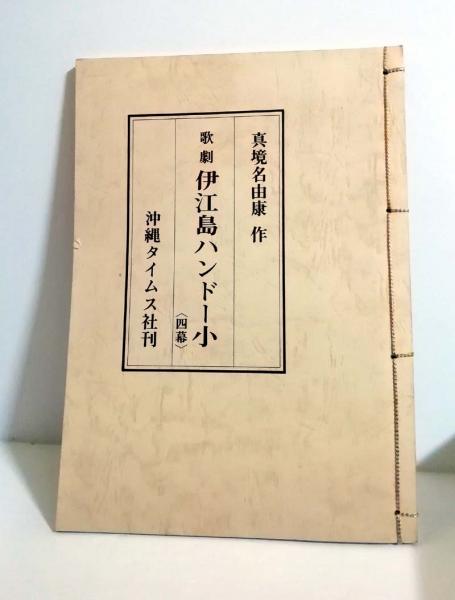 真境名由康 作
歌劇 伊江島ハンドー小
〈四幕〉
沖縄タイムス社刊